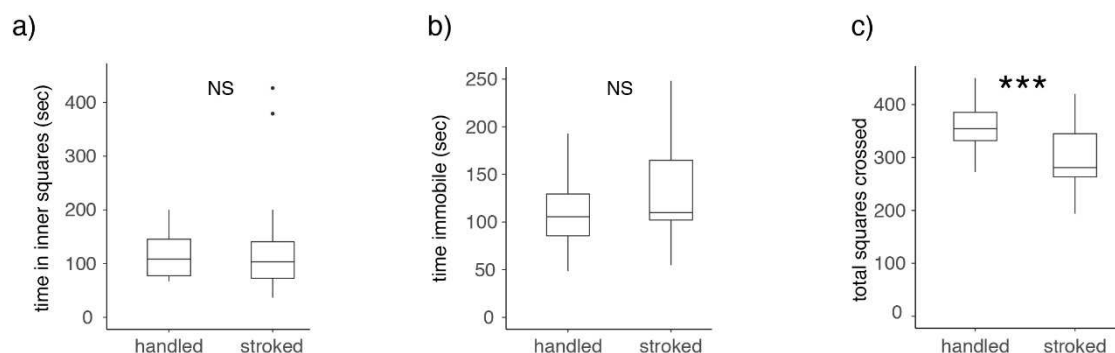 a)
time in inner squares (sec)
400
300
200
100
0
NS
handled stroked
b)
time immobile (sec)
250
200
150
100
50
0
NS
handled stroked
c)
total squares crossed
400
300
200
100
0
***
handled stroked